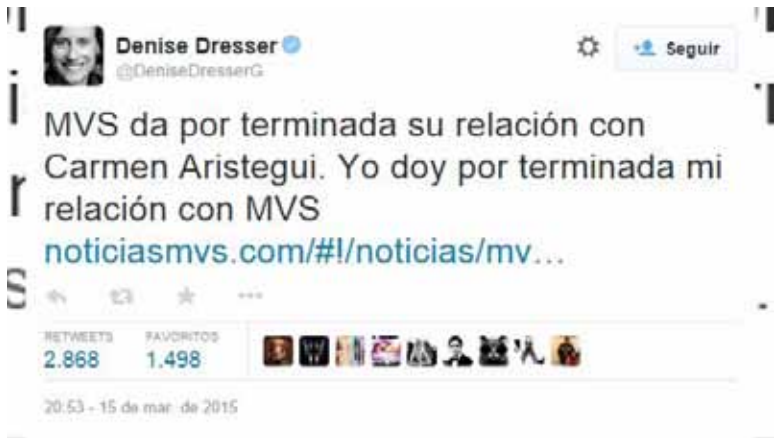 Denise Dresser
@DeniseDresserG
Seguir
MVS da por terminada su relación con
Carmen Aristegui. Yo doy por terminada mi
relación con MVS
noticiasmvs.com/#!/noticias/mv...
RETWEETS FAVORITOS
2.868 1.498
20:53 - 15 de mar. de 2015